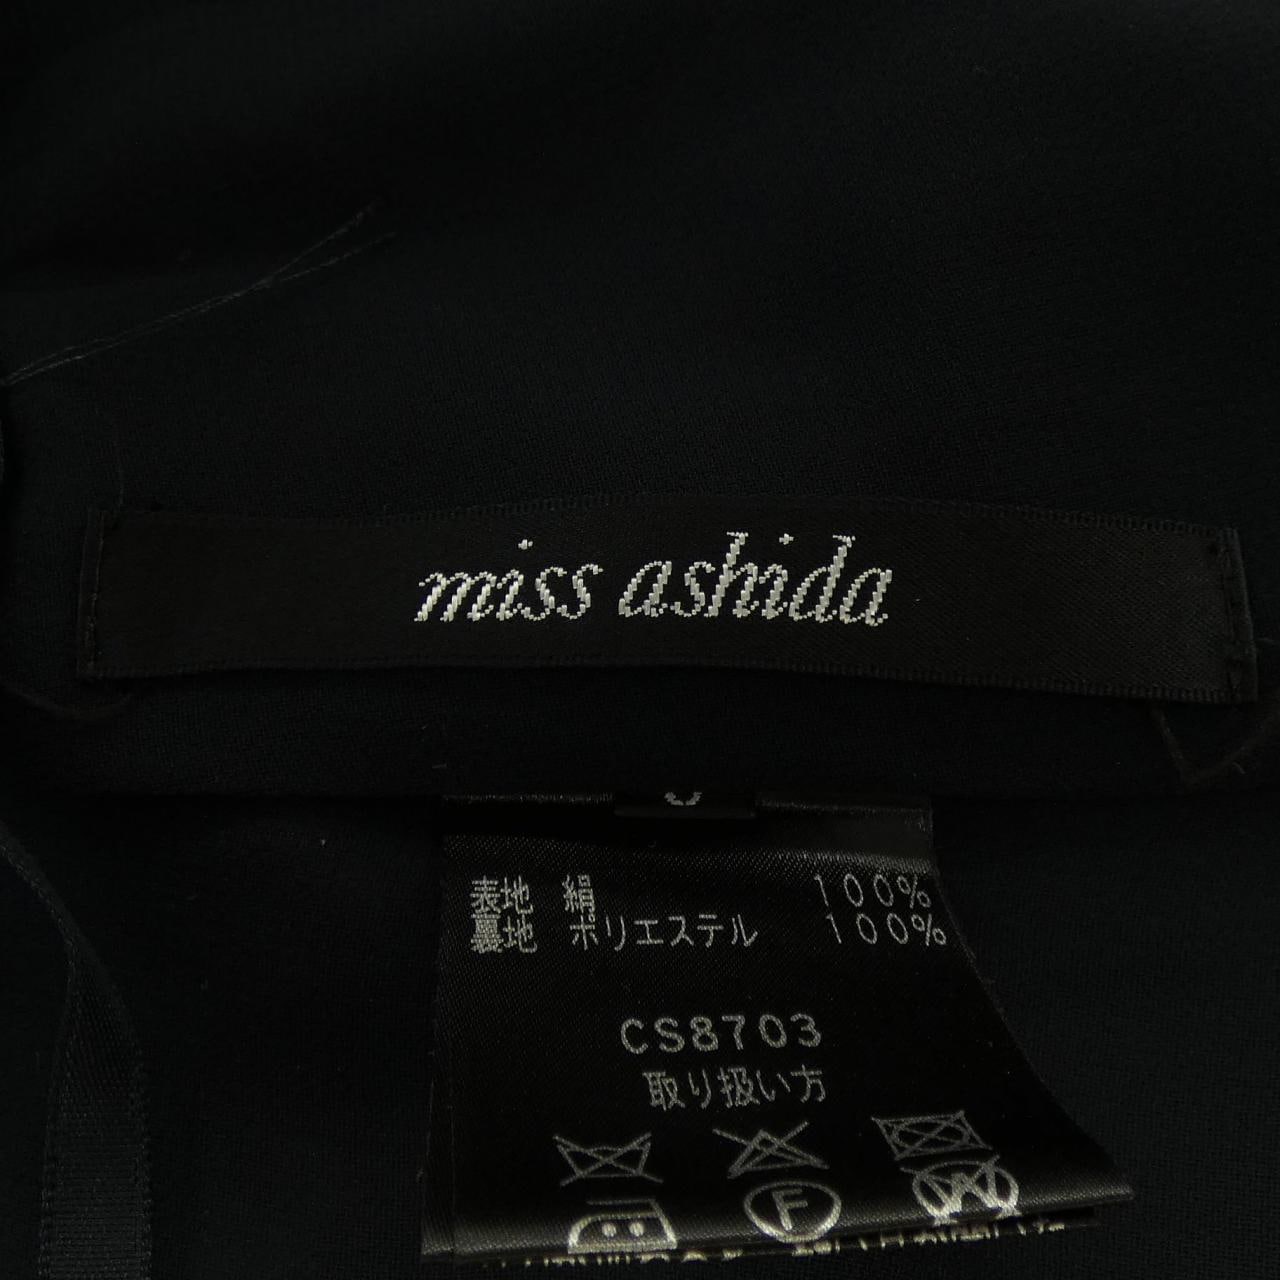 miss ashida
表地 絹 100%
裏地 ポリエステル 100%
CS8703
取り扱い方
F W